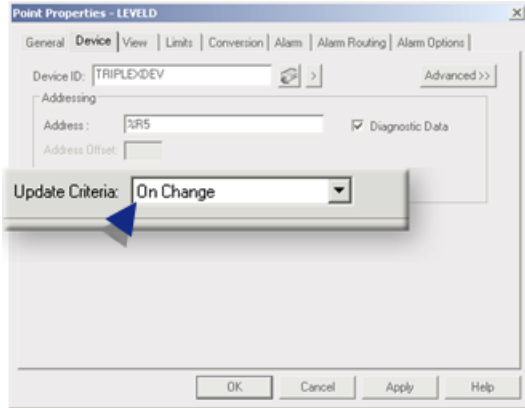 Point Properties - LEVELD
General Device View Limits Conversion Alarm Alarm Routing Alarm Options
Device ID: TRIPLEXDEV > Advanced >>
Addressing
Address : %R5 Diagnostic Data
Address Offset:
Update Criteria: On Change
OK Cancel Apply Help